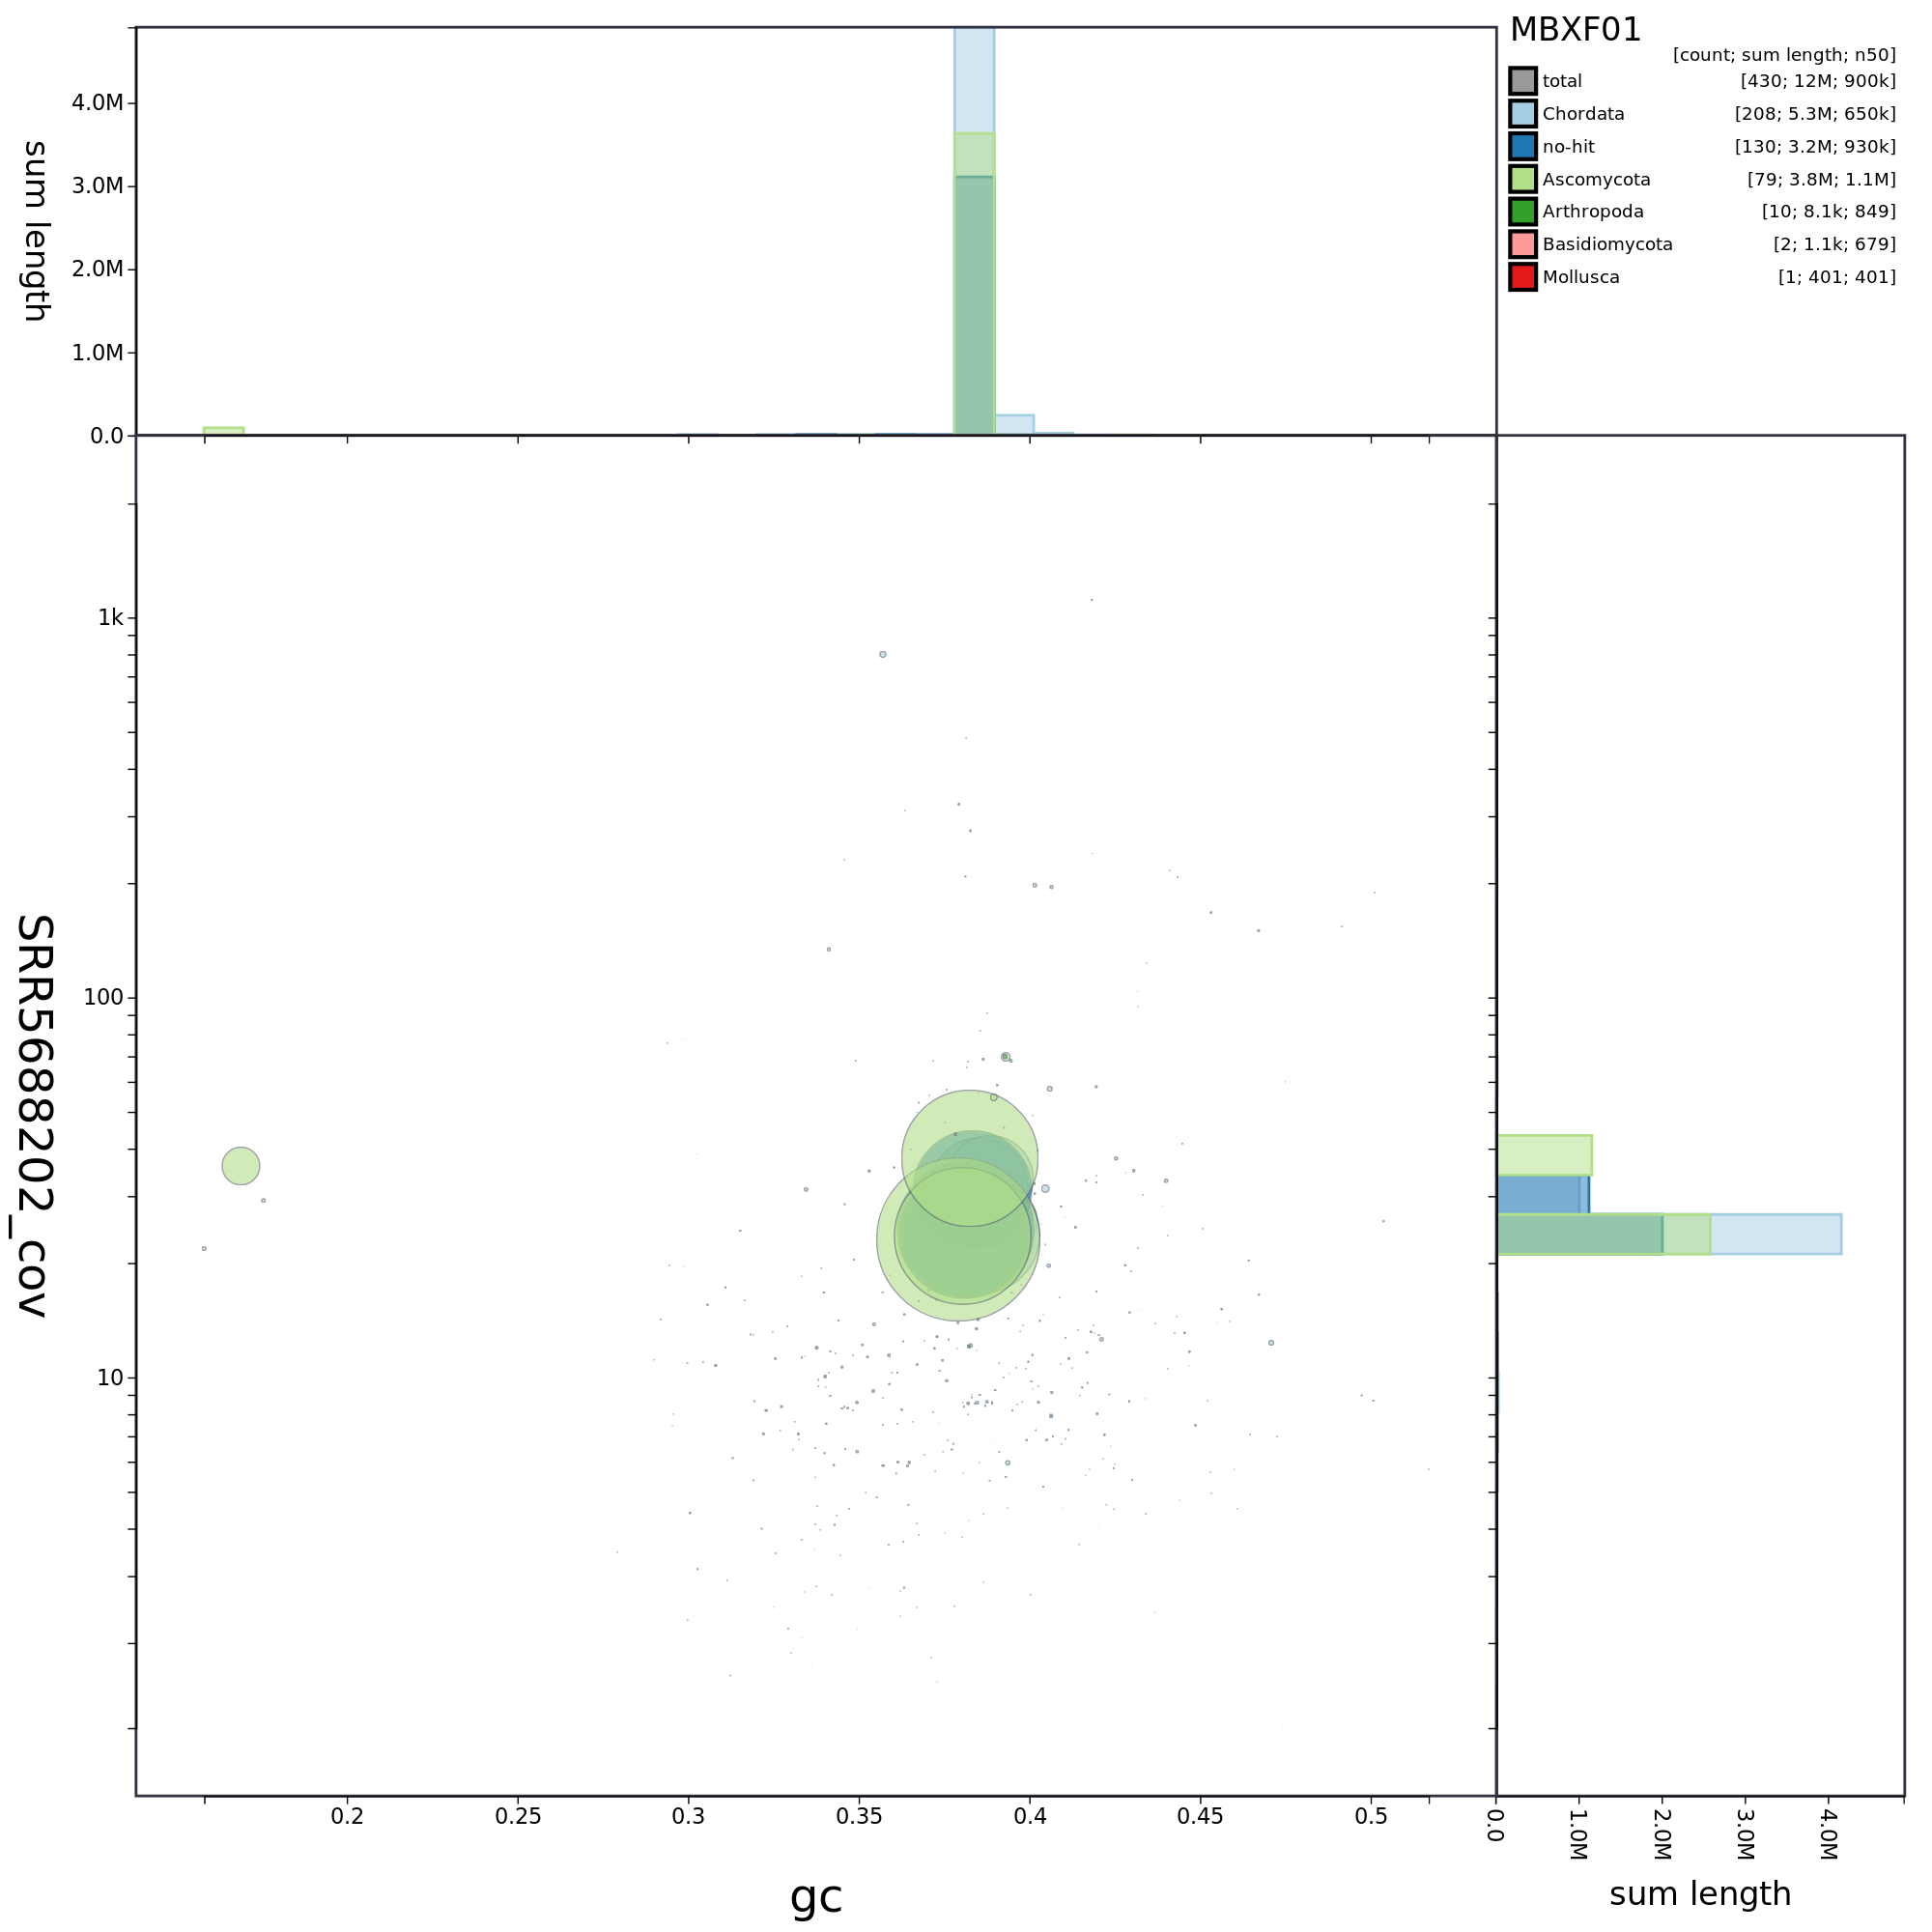 MBXF01
[count; sum length; n50]
total [430; 12M; 900k]
Chordata [208; 5.3M; 650k]
no-hit [130; 3.2M; 930k]
Ascomycota [79; 3.8M; 1.1M]
Arthropoda [10; 8.1k; 849]
Basidiomycota [2; 1.1k; 679]
Mollusca [1; 401; 401]
sum length
4.0M
3.0M
2.0M
1.0M
0.0
SRR5688202_cov
1k
100
10
0.2 0.25 0.3 0.35 0.4 0.45 0.5
gc
0.0 1.0M 2.0M 3.0M 4.0M
sum length